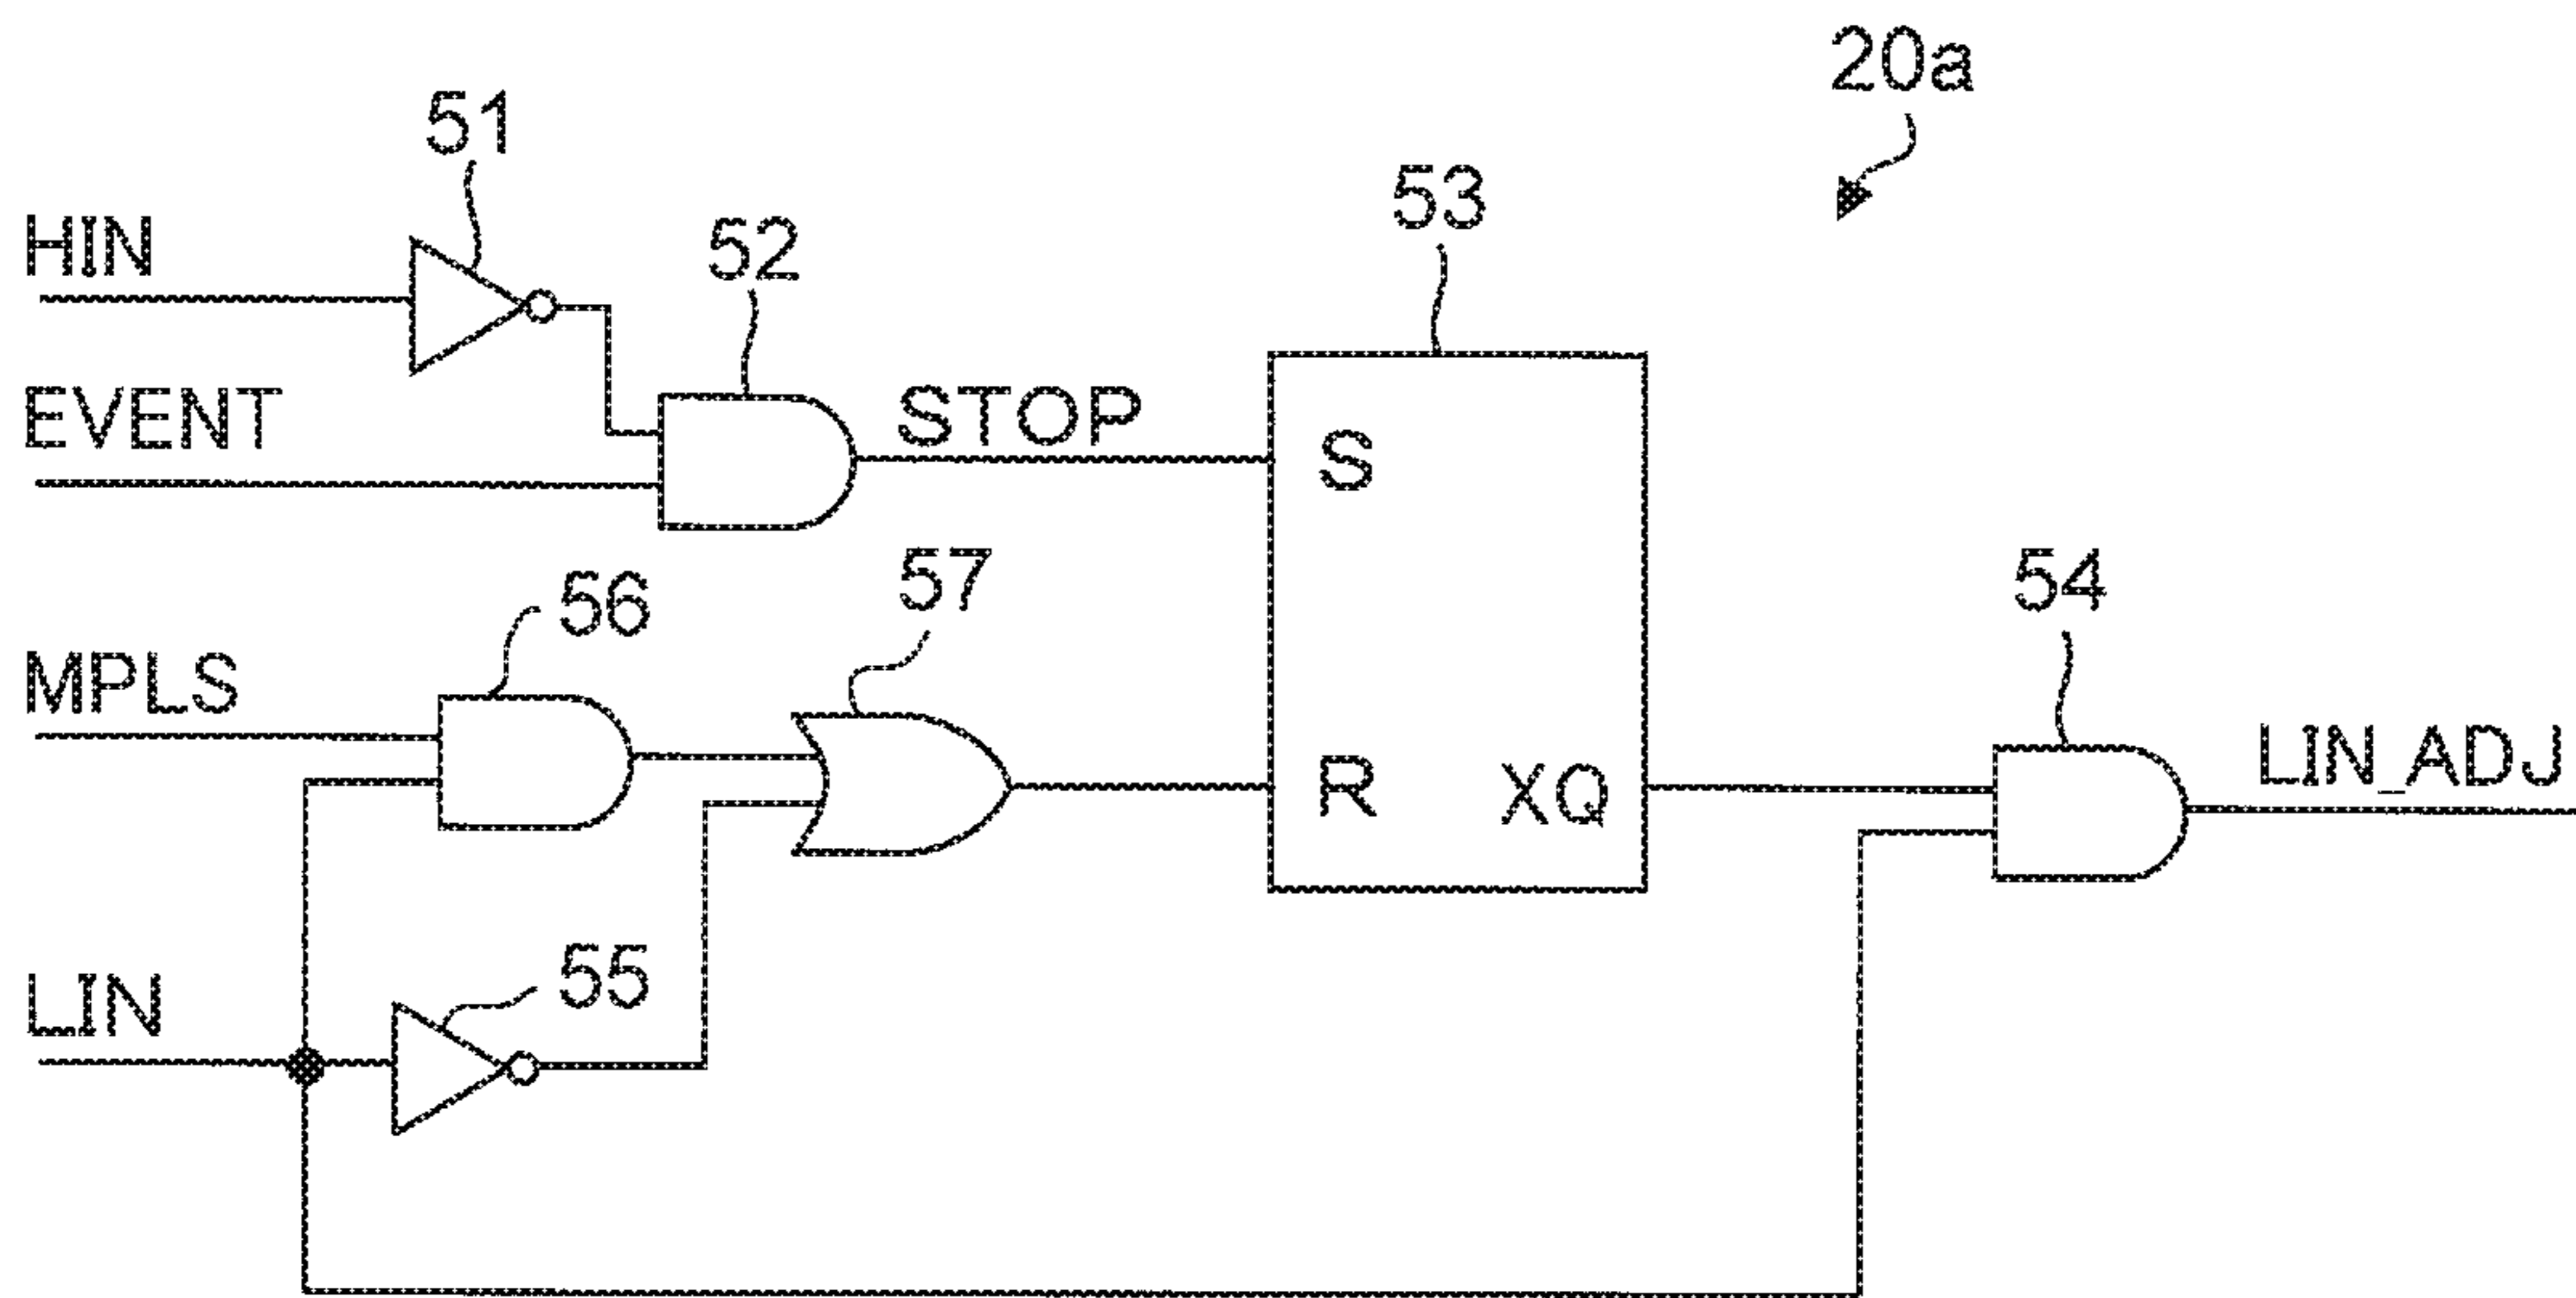 20a
51
HIN
52
53
EVENT
STOP
S
56
57
54
MPLS
R
XQ
LIN_ADJ
LIN
55